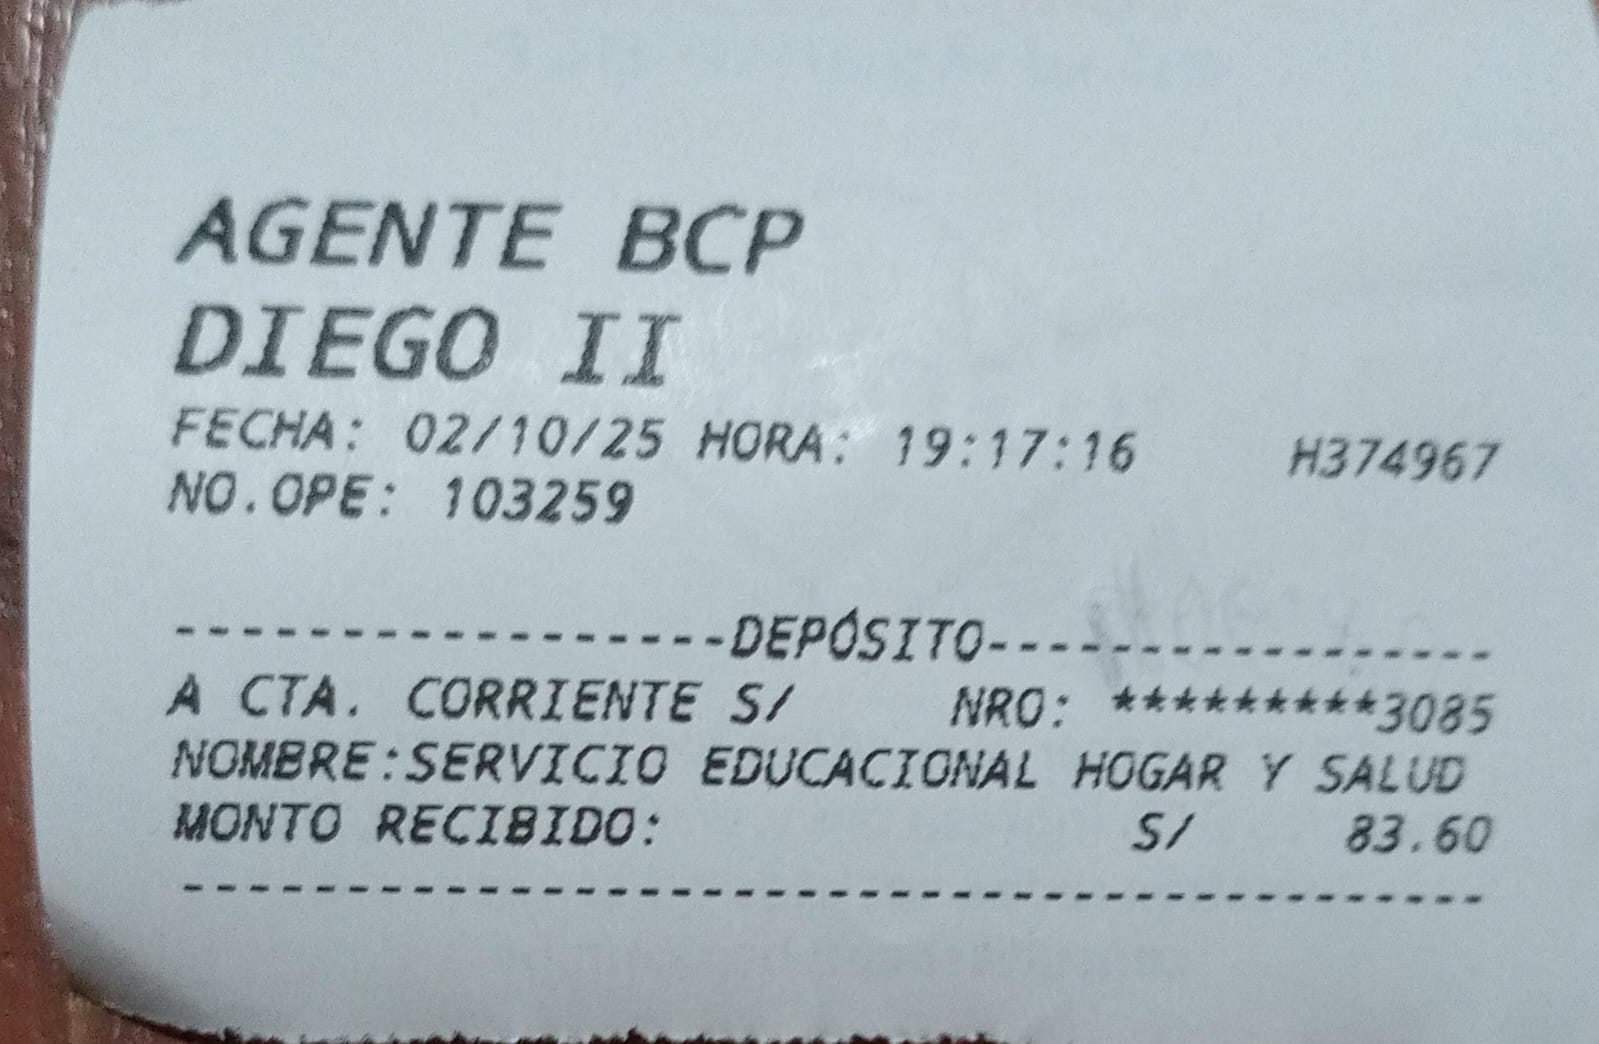 AGENTE BCP
DIEGO II
FECHA: 02/10/25 HORA: 19:17:16 H374967
NO.OPE: 103259
-----------------DEPÓSITO---------------
A CTA. CORRIENTE S/ NRO: *********3085
NOMBRE:SERVICIO EDUCACIONAL HOGAR Y SALUD
MONTO RECIBIDO: S/ 83.60
----------------------------------------